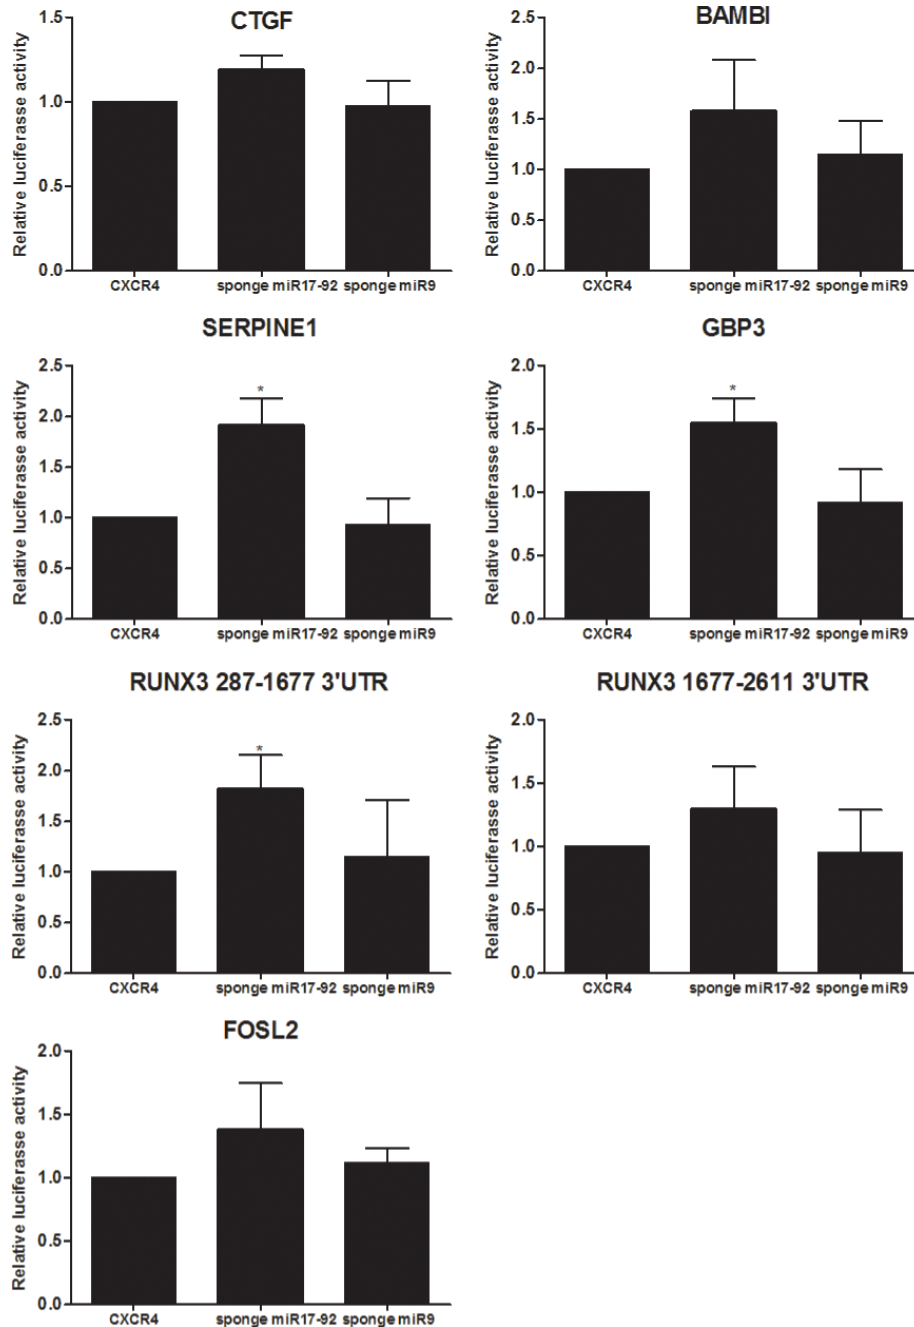 CTGF
Relative luciferasse activity
1.5
1.0
0.5
0.0
CXCR4 sponge miR17-92 sponge miR9
BAMBI
Relative luciferasse activity
2.5
2.0
1.5
1.0
0.5
0.0
CXCR4 sponge miR17-92 sponge miR9
SERPINE1
Relative luciferasse activity
2.5
2.0
1.5
1.0
0.5
0.0
*
CXCR4 sponge miR17-92 sponge miR9
GBP3
Relative luciferasse activity
2.0
1.5
1.0
0.5
0.0
*
CXCR4 sponge miR17-92 sponge miR9
RUNX3 287-1677 3'UTR
Relative luciferasse activity
2.5
2.0
1.5
1.0
0.5
0.0
*
CXCR4 sponge miR17-92 sponge miR9
RUNX3 1677-2611 3'UTR
Relative luciferasse activity
2.0
1.5
1.0
0.5
0.0
CXCR4 sponge miR17-92 sponge miR9
FOSL2
Relative luciferasse activity
2.0
1.5
1.0
0.5
0.0
CXCR4 sponge miR17-92 sponge miR9